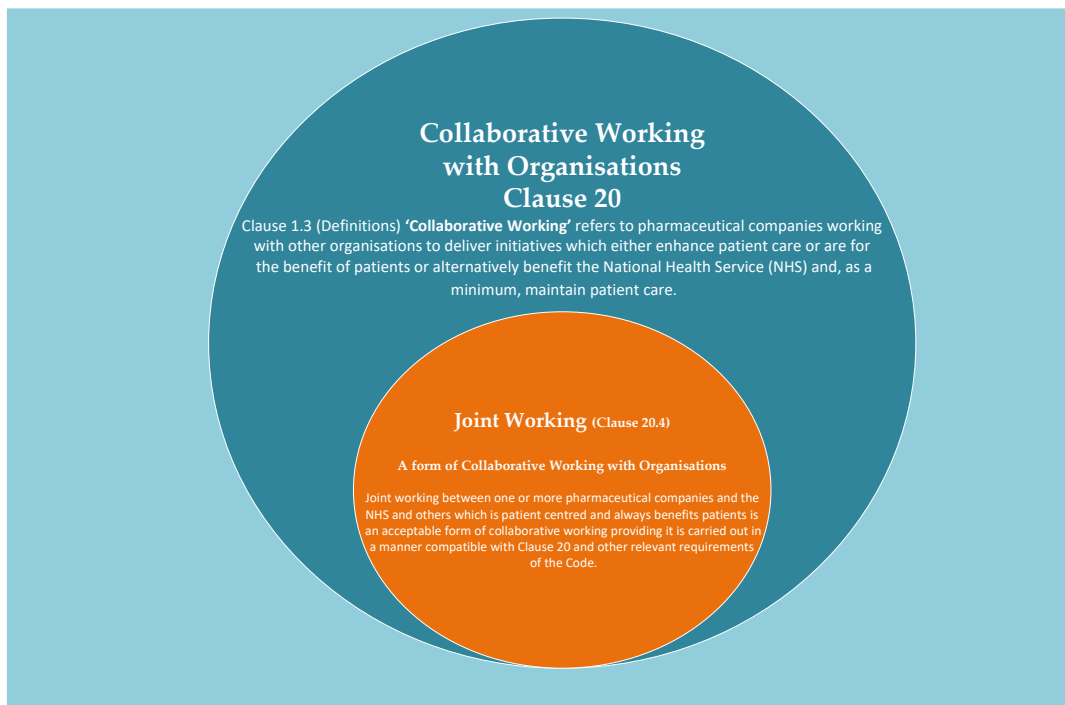 Collaborative Working
with Organisations
Clause 20
Clause 1.3 (Definitions) ‘Collaborative Working’ refers to pharmaceutical companies working
with other organisations to deliver initiatives which either enhance patient care or are for
the benefit of patients or alternatively benefit the National Health Service (NHS) and, as a
minimum, maintain patient care.
Joint Working (Clause 20.4)
A form of Collaborative Working with Organisations
Joint working between one or more pharmaceutical companies and the
NHS and others which is patient centred and always benefits patients is
an acceptable form of collaborative working providing it is carried out in
a manner compatible with Clause 20 and other relevant requirements
of the Code.